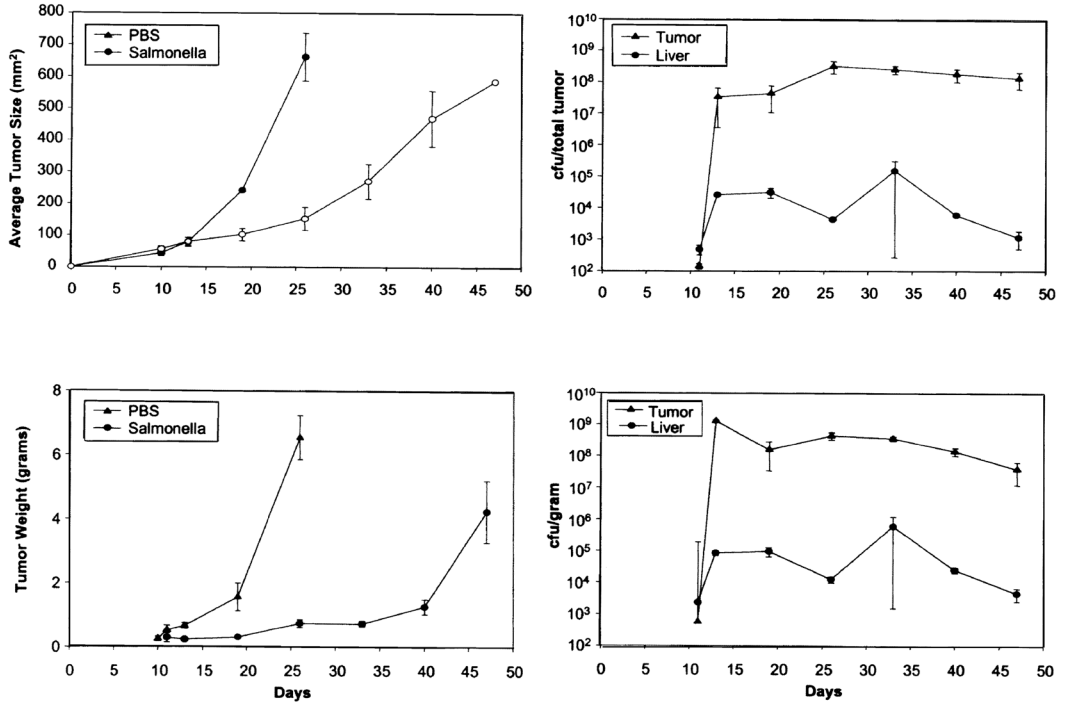 Average Tumor Size (mm²)
800
700
600
500
400
300
200
100
0
PBS
Salmonella
0 5 10 15 20 25 30 35 40 45 50
cfu/total tumor
10¹⁰
10⁹
10⁸
10⁷
10⁶
10⁵
10⁴
10³
10²
Tumor
Liver
0 5 10 15 20 25 30 35 40 45 50
Tumor Weight (grams)
8
6
4
2
0
PBS
Salmonella
0 5 10 15 20 25 30 35 40 45 50
Days
cfu/gram
10¹⁰
10⁹
10⁸
10⁷
10⁶
10⁵
10⁴
10³
10²
Tumor
Liver
0 5 10 15 20 25 30 35 40 45 50
Days